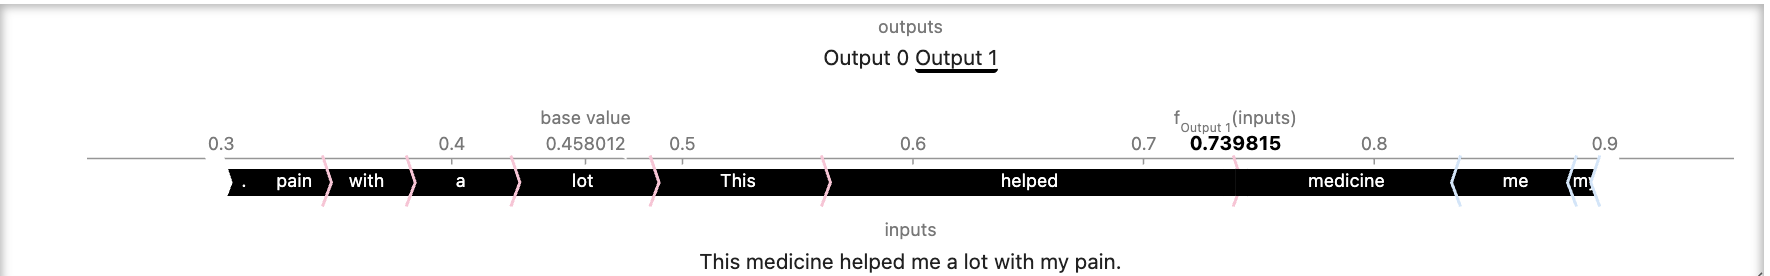 outputs
Output 0 Output 1
base value f Output 1 (inputs)
0.3 0.4 0.458012 0.5 0.6 0.7 0.739815 0.8 0.9
. pain with a lot This helped medicine me my
inputs
This medicine helped me a lot with my pain.